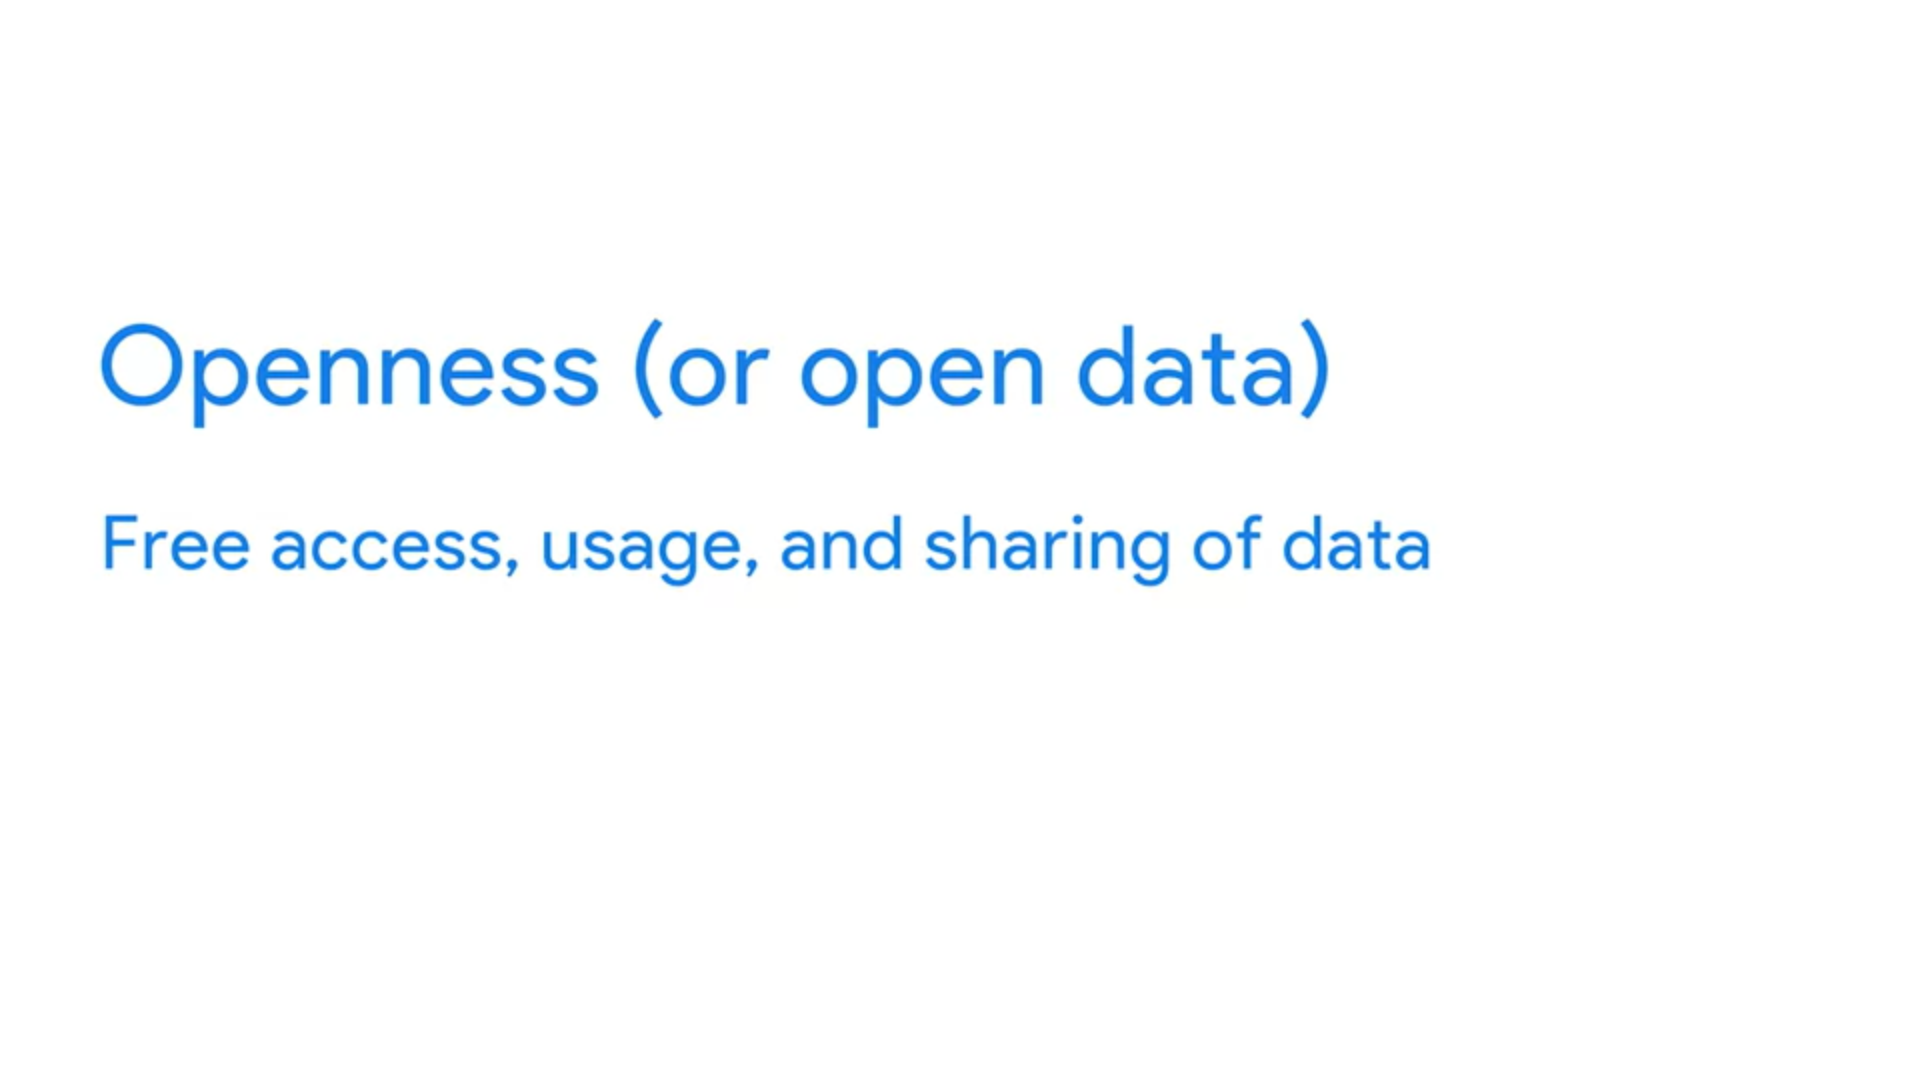 Openness (or open data)
Free access, usage, and sharing of data